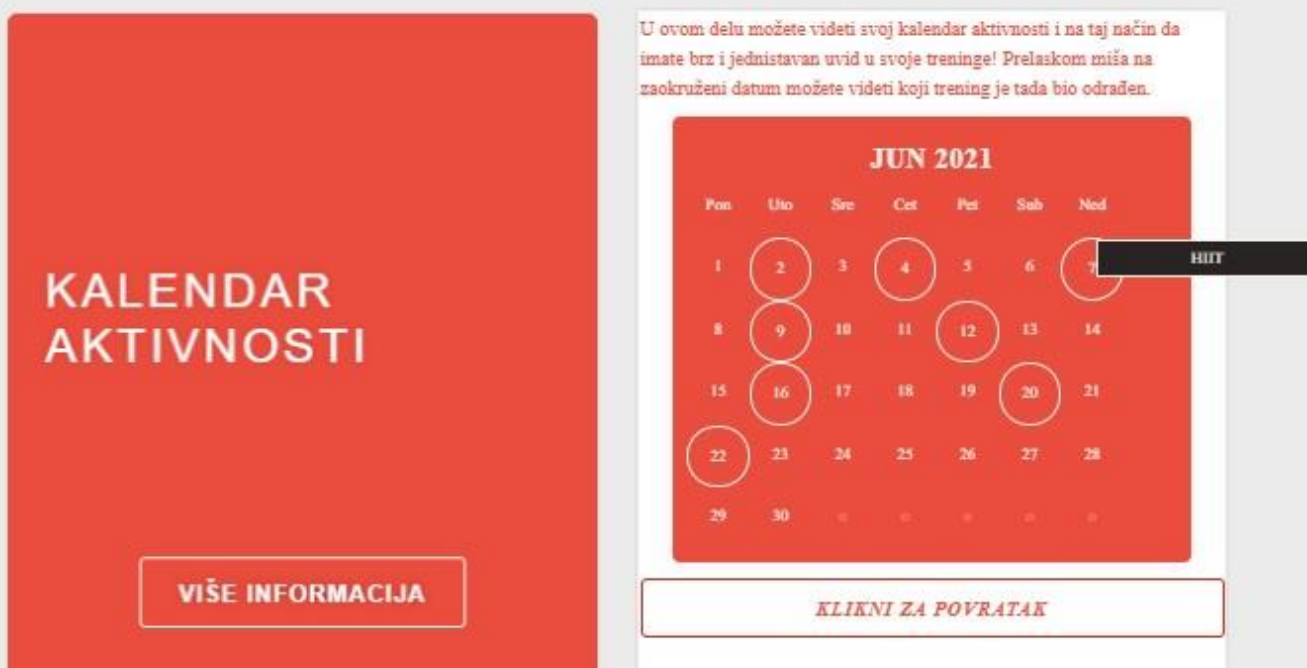 KALENDAR
AKTIVNOSTI
VIŠE INFORMACIJA
U ovom delu možete videti svoj kalendar aktivnosti i na taj način da
imate brz i jednistavan uvid u svoje treninge! Prelaskom miša na
zaokruženi datum možete videti koji trening je tada bio odrađen.
JUN 2021
Pon Uto Sre Cet Pet Sub Ned
1 2 3 4 5 6 7
HIIT
8 9 10 11 12 13 14
15 16 17 18 19 20 21
22 23 24 25 26 27 28
29 30
KLIKNI ZA POVRATAK